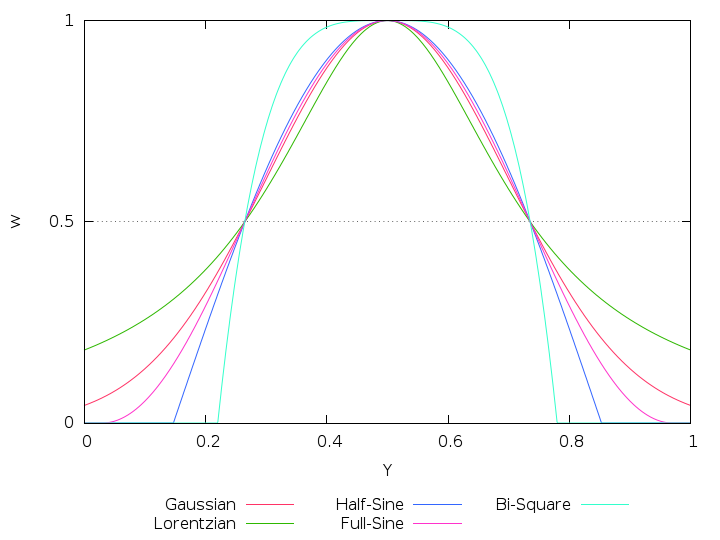 1
W
0.5
0
0 0.2 0.4 0.6 0.8 1
Y
Gaussian Half-Sine Bi-Square
Lorentzian Full-Sine